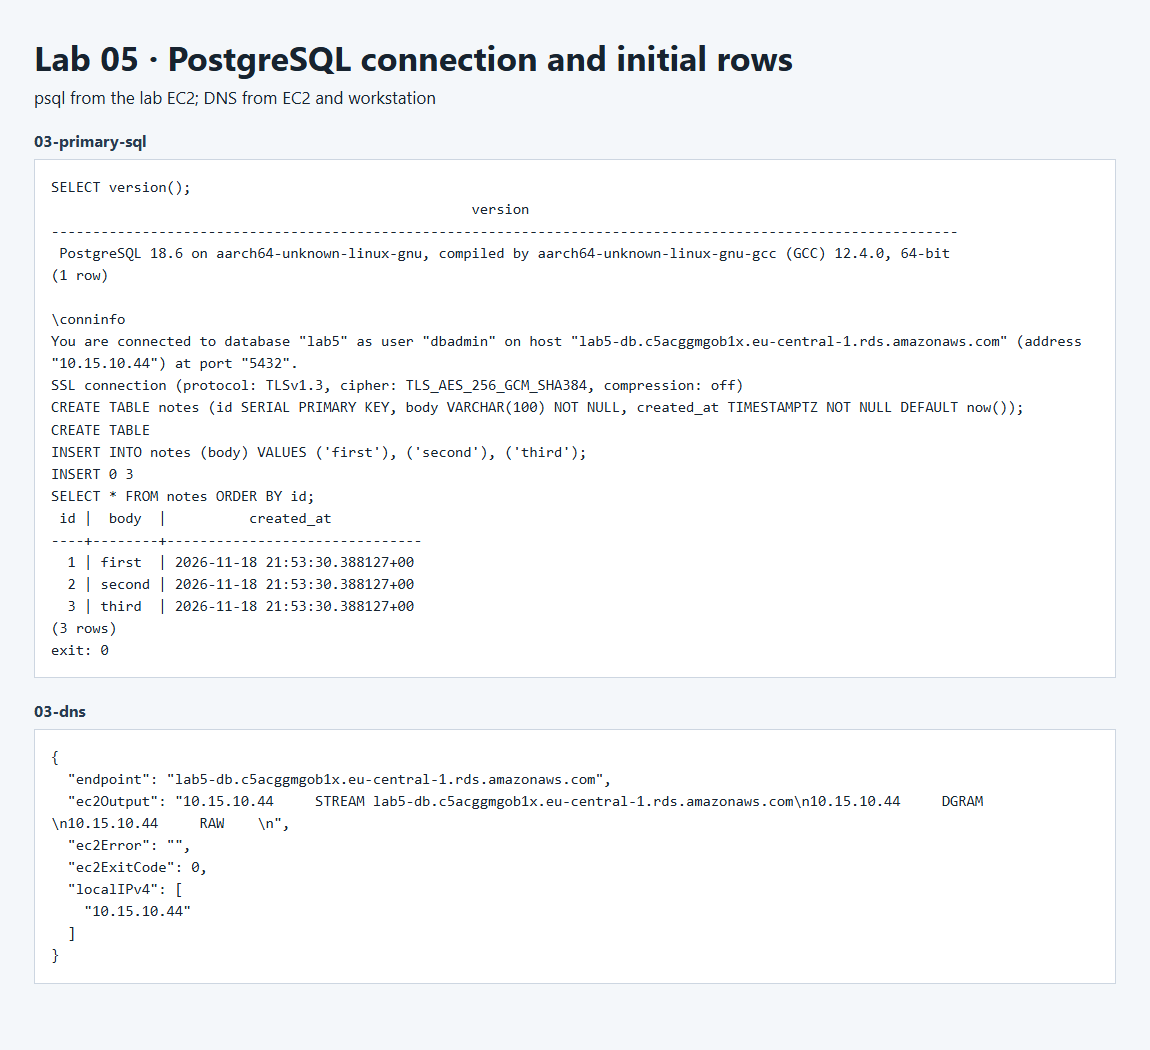 Lab 05 · PostgreSQL connection and initial rows
psql from the lab EC2; DNS from EC2 and workstation
03-primary-sql
SELECT version();
                                                   version
--------------------------------------------------------------------------------------------------------------
 PostgreSQL 18.6 on aarch64-unknown-linux-gnu, compiled by aarch64-unknown-linux-gnu-gcc (GCC) 12.4.0, 64-bit
(1 row)

\conninfo
You are connected to database "lab5" as user "dbadmin" on host "lab5-db.c5acggmgob1x.eu-central-1.rds.amazonaws.com" (address
"10.15.10.44") at port "5432".
SSL connection (protocol: TLSv1.3, cipher: TLS_AES_256_GCM_SHA384, compression: off)
CREATE TABLE notes (id SERIAL PRIMARY KEY, body VARCHAR(100) NOT NULL, created_at TIMESTAMPTZ NOT NULL DEFAULT now());
CREATE TABLE
INSERT INTO notes (body) VALUES ('first'), ('second'), ('third');
INSERT 0 3
SELECT * FROM notes ORDER BY id;
 id |  body  |          created_at
----+--------+-------------------------------
  1 | first  | 2026-11-18 21:53:30.388127+00
  2 | second | 2026-11-18 21:53:30.388127+00
  3 | third  | 2026-11-18 21:53:30.388127+00
(3 rows)
exit: 0
03-dns
{
  "endpoint": "lab5-db.c5acggmgob1x.eu-central-1.rds.amazonaws.com",
  "ec2Output": "10.15.10.44     STREAM lab5-db.c5acggmgob1x.eu-central-1.rds.amazonaws.com\n10.15.10.44     DGRAM
\n10.15.10.44     RAW    \n",
  "ec2Error": "",
  "ec2ExitCode": 0,
  "localIPv4": [
    "10.15.10.44"
  ]
}